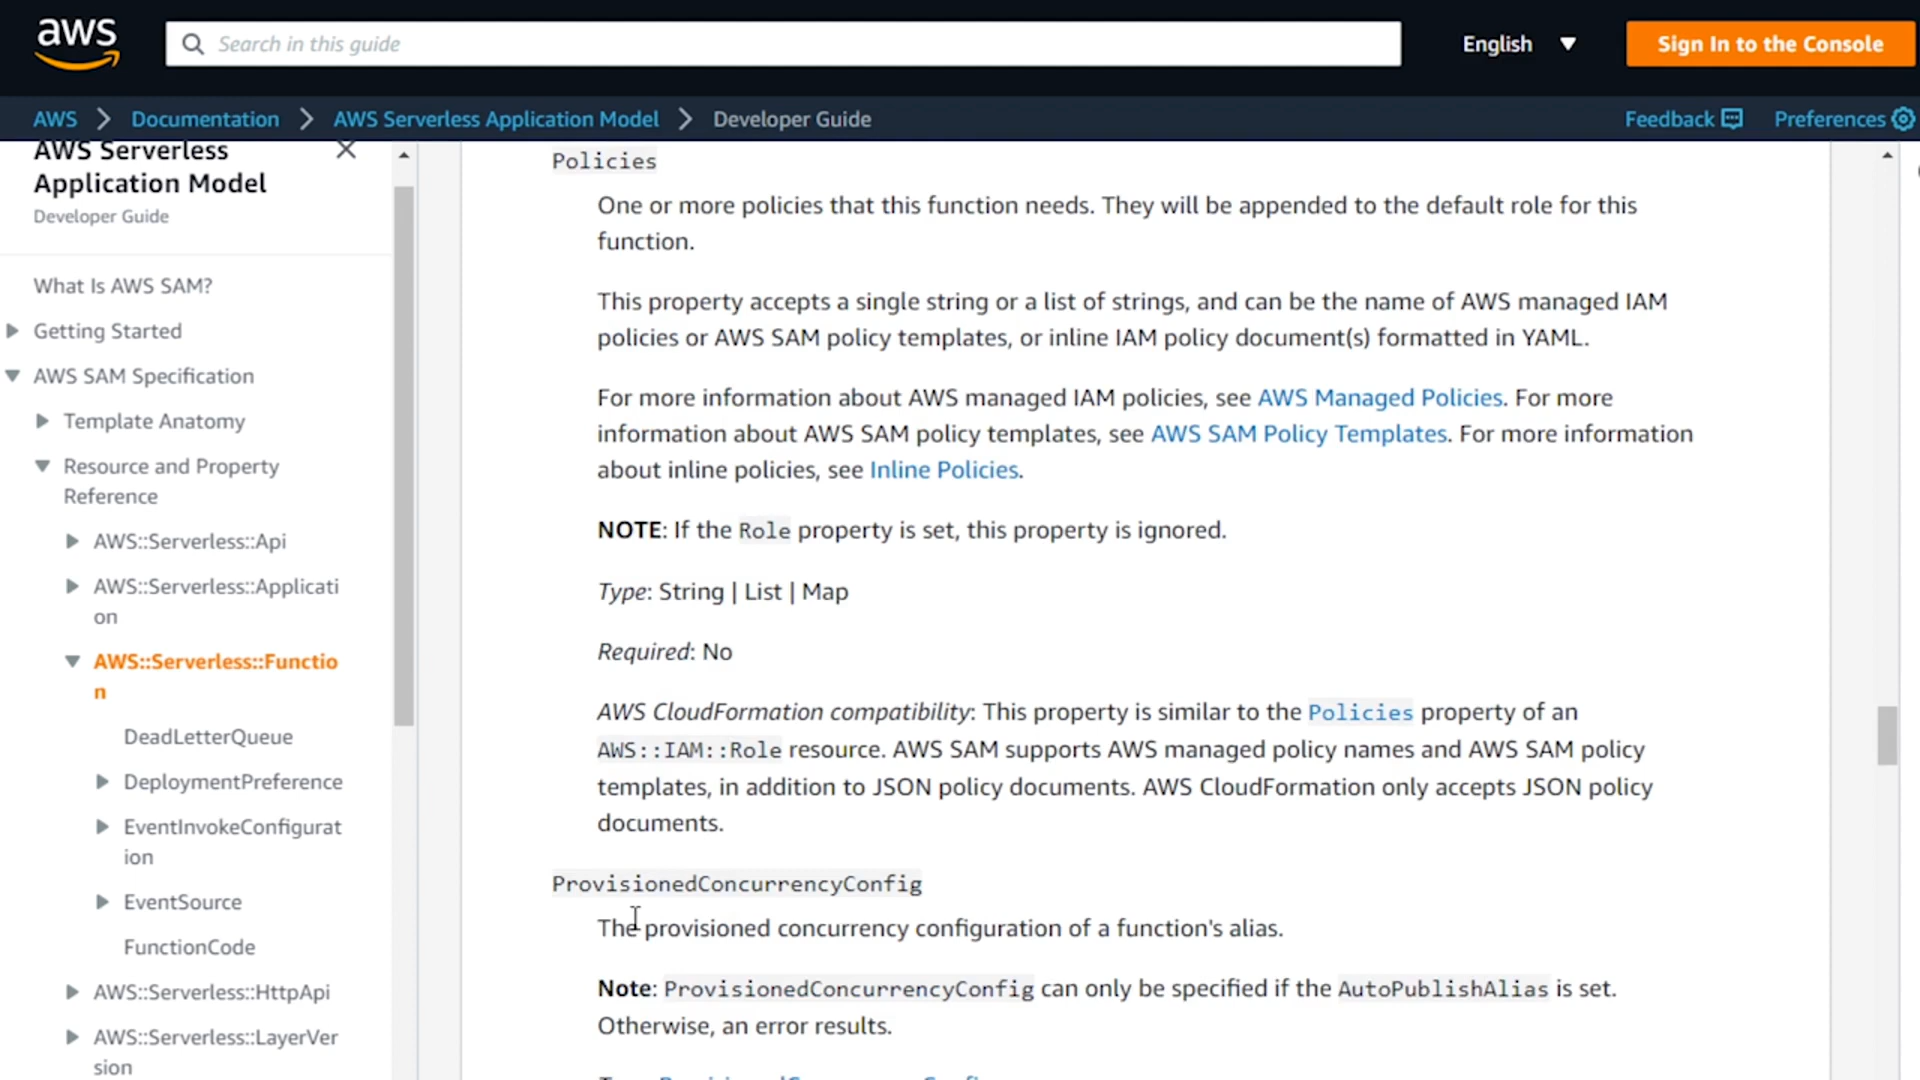 aws
Search in this guide
English
Sign In to the Console
AWS
Documentation
AWS Serverless Application Model
Developer Guide
Feedback
Preferences
AWS Serverless
Application Model
Developer Guide
What Is AWS SAM?
Getting Started
AWS SAM Specification
Template Anatomy
Resource and Property
Reference
AWS::Serverless::Api
AWS::Serverless::Applicati
on
AWS::Serverless::Functio
n
DeadLetterQueue
DeploymentPreference
EventInvokeConfigurat
ion
EventSource
FunctionCode
AWS::Serverless::HttpApi
AWS::Serverless::LayerVer
sion
Policies
One or more policies that this function needs. They will be appended to the default role for this
function.
This property accepts a single string or a list of strings, and can be the name of AWS managed IAM
policies or AWS SAM policy templates, or inline IAM policy document(s) formatted in YAML.
For more information about AWS managed IAM policies, see AWS Managed Policies. For more
information about AWS SAM policy templates, see AWS SAM Policy Templates. For more information
about inline policies, see Inline Policies.
NOTE: If the Role property is set, this property is ignored.
Type: String | List | Map
Required: No
AWS CloudFormation compatibility: This property is similar to the Policies property of an
AWS::IAM::Role resource. AWS SAM supports AWS managed policy names and AWS SAM policy
templates, in addition to JSON policy documents. AWS CloudFormation only accepts JSON policy
documents.
ProvisionedConcurrencyConfig
The provisioned concurrency configuration of a function's alias.
Note: ProvisionedConcurrencyConfig can only be specified if the AutoPublishAlias is set.
Otherwise, an error results.